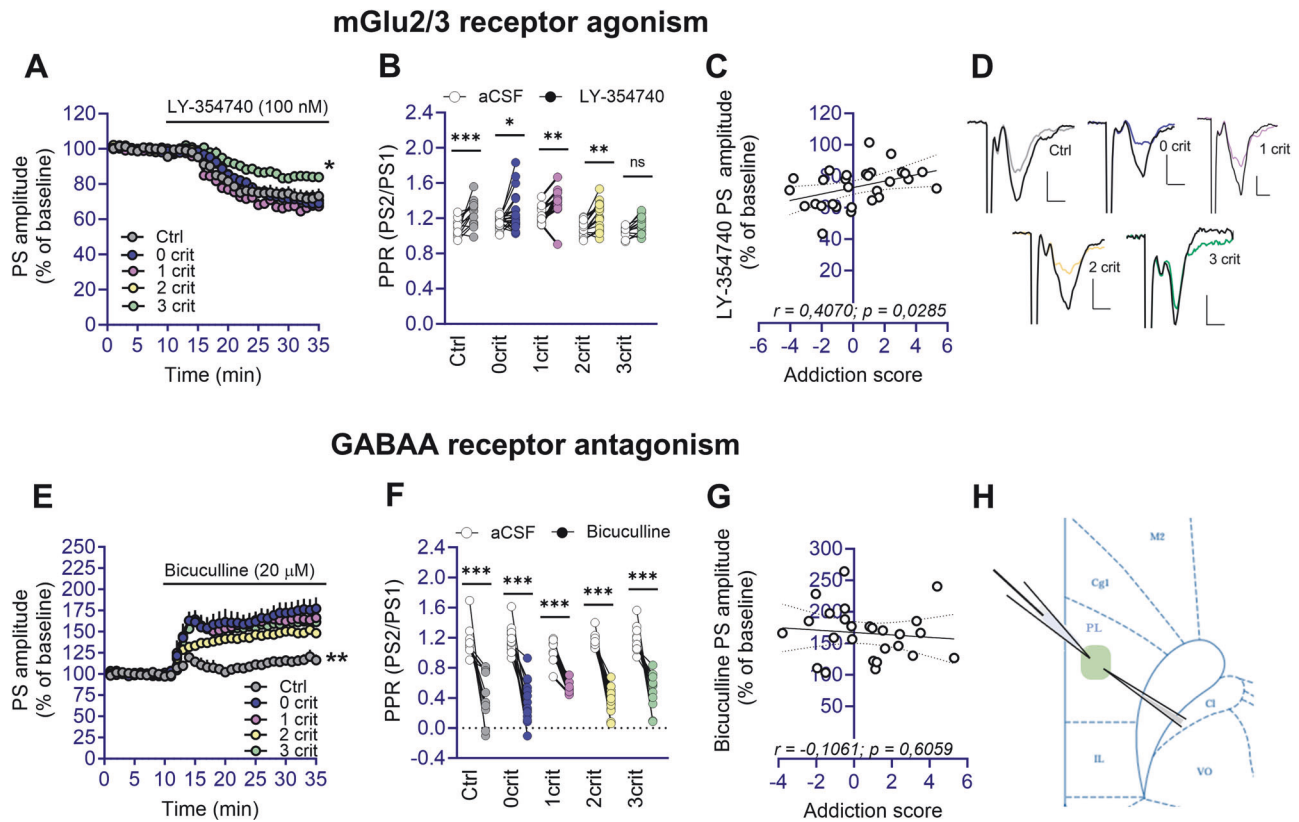 mGlu2/3 receptor agonism
A
LY-354740 (100 nM)
PS amplitude
(% of baseline)
120
100
80
60
40
20
0
*
Ctrl
0 crit
1 crit
2 crit
3 crit
0 5 10 15 20 25 30 35
Time (min)
B
aCSF LY-354740
PPR (PS2/PS1)
2.4
2.0
1.6
1.2
0.8
0.4
0.0
*** * ** ** ns
Ctrl 0crit 1crit 2crit 3crit
C
LY-354740 PS amplitude
(% of baseline)
120
100
80
60
40
20
r = 0,4070; p = 0,0285
-6 -4 -2 0 2 4 6
Addiction score
D
Ctrl
0 crit
1 crit
2 crit
3 crit
GABAA receptor antagonism
E
Bicuculline (20 µM)
PS amplitude
(% of baseline)
250
225
200
175
150
125
100
75
50
25
0
**
Ctrl
0 crit
1 crit
2 crit
3 crit
0 5 10 15 20 25 30 35
Time (min)
F
aCSF Bicuculline
PPR (PS2/PS1)
2.4
2.0
1.6
1.2
0.8
0.4
0.0
-0.4
*** *** *** *** ***
Ctrl 0crit 1crit 2crit 3crit
G
Bicuculline PS amplitude
(% of baseline)
300
250
200
150
100
50
r = -0,1061; p = 0,6059
-4 -2 0 2 4 6
Addiction score
H
M2
Cg1
PL
Cl
IL
VO